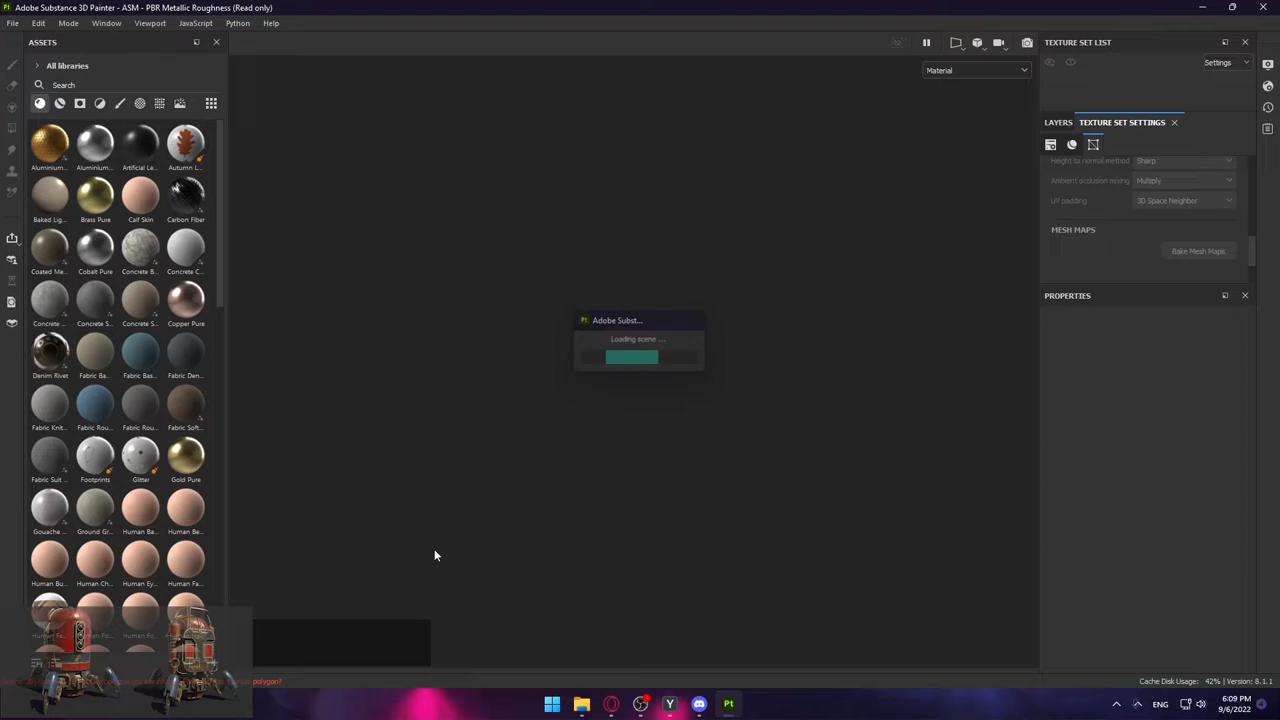 Adobe Substance 3D Painter - ASM - PBR Metallic Roughness (Read only)
File Edit Mode Window Viewport JavaScript Python Help
ASSETS
All libraries
Search
Aluminium... Aluminium... Artificial Le... Autumn L...
Baked Lig... Brass Pure Calf Skin Carbon Fiber
Coated Me... Cobalt Pure Concrete B... Concrete C...
Concrete ... Concrete S... Concrete S... Copper Pure
Denim Rivet Fabric Ba... Fabric Bas... Fabric Den...
Fabric Knit... Fabric Rou... Fabric Rou... Fabric Soft...
Fabric Suit ... Footprints Glitter Gold Pure
Gouache ... Ground Gr... Human Ba... Human Be...
Human Bu... Human Ch... Human Ey... Human Fa...
Human Fe... Human Fo...
polygon?
Material
Adobe Subst...
Loading scene ...
TEXTURE SET LIST
Settings
LAYERS TEXTURE SET SETTINGS
Height to normal method Sharp
Ambient occlusion mixing Multiply
UV padding 3D Space Neighbor
MESH MAPS
Bake Mesh Maps
PROPERTIES
Cache Disk Usage: 42% | Version: 8.1.1
ENG
6:09 PM
9/6/2022